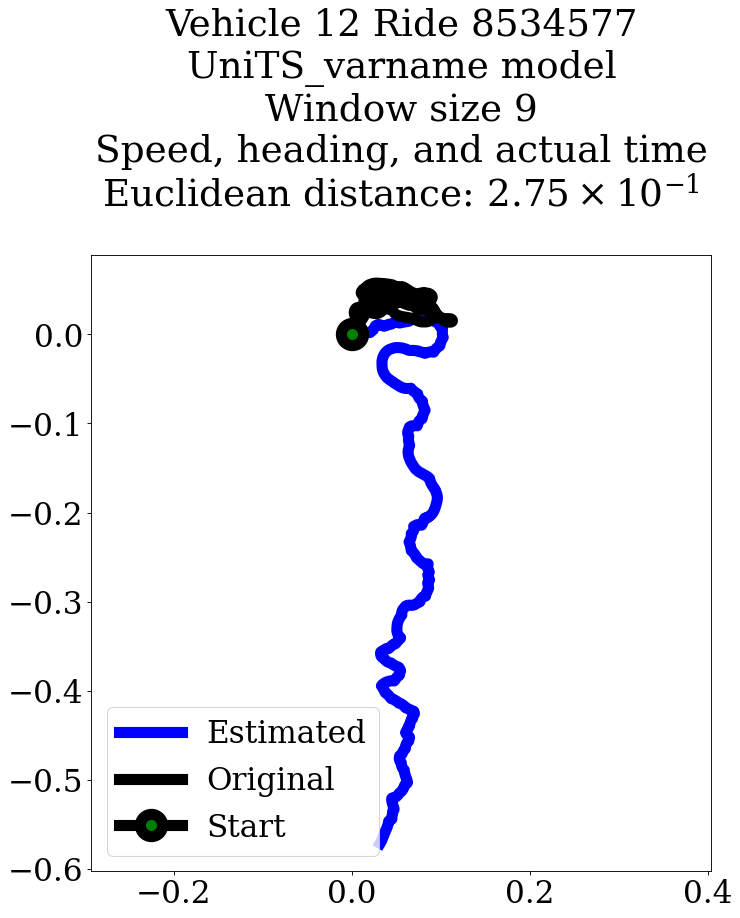 Vehicle 12 Ride 8534577
UniTS_varname model
Window size 9
Speed, heading, and actual time
Euclidean distance: 2.75 × 10⁻¹
0.0
−0.1
−0.2
−0.3
−0.4
−0.5
−0.6
Estimated
Original
Start
−0.2 0.0 0.2 0.4